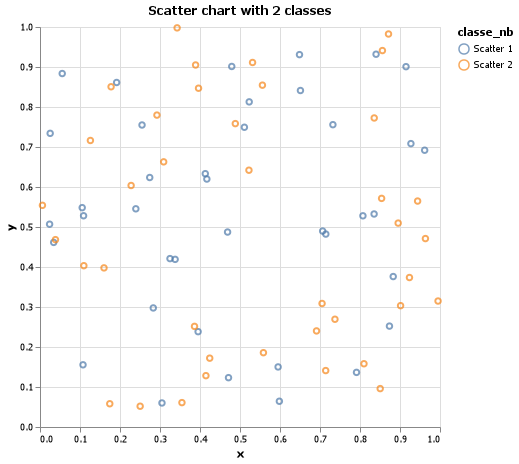 Scatter chart with 2 classes
classe_nb
Scatter 1
Scatter 2
y
1.0
0.9
0.8
0.7
0.6
0.5
0.4
0.3
0.2
0.1
0.0
0.0 0.1 0.2 0.3 0.4 0.5 0.6 0.7 0.8 0.9 1.0
x